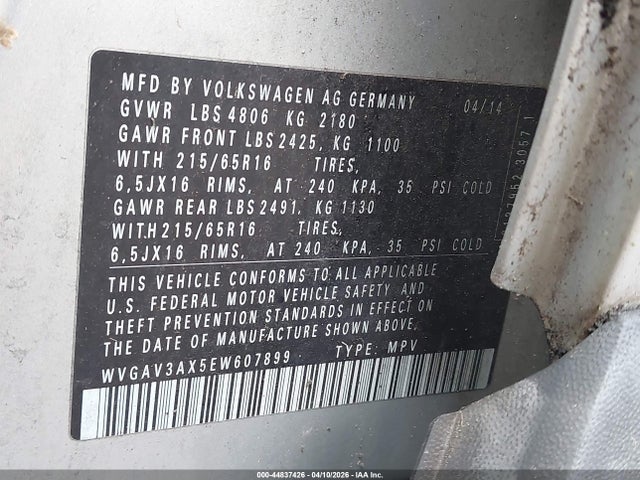 MFD BY VOLKSWAGEN AG GERMANY 04/14
GVWR LBS 4806 KG 2180
GAWR FRONT LBS 2425, KG 1100
WITH 215/65R16 TIRES,
6,5JX16 RIMS, AT 240 KPA, 35 PSI COLD
GAWR REAR LBS 2491, KG 1130
WITH 215/65R16 TIRES,
6,5JX16 RIMS, AT 240 KPA, 35 PSI COLD
THIS VEHICLE CONFORMS TO ALL APPLICABLE
U.S. FEDERAL MOTOR VEHICLE SAFETY AND
THEFT PREVENTION STANDARDS IN EFFECT ON
THE DATE OF MANUFACTURE SHOWN ABOVE.
WVGAV3AX5EW607899 TYPE: MPV
000-44837426 - 04/10/2026 - IAA Inc.